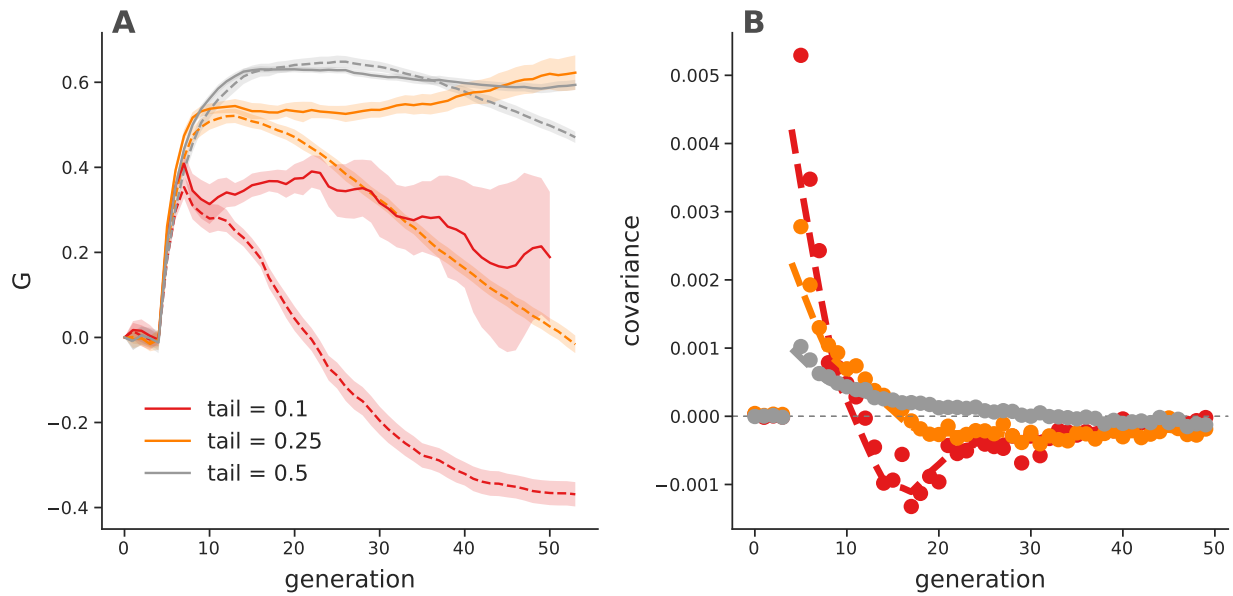 A
G
0.6
0.4
0.2
0.0
−0.2
−0.4
tail = 0.1
tail = 0.25
tail = 0.5
0 10 20 30 40 50
generation
B
covariance
0.005
0.004
0.003
0.002
0.001
0.000
−0.001
0 10 20 30 40 50
generation